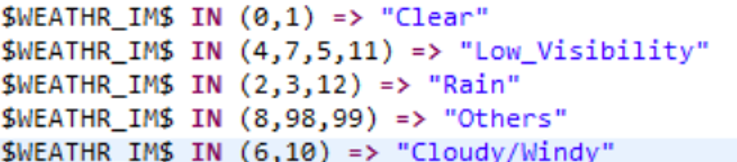 $WEATHR_IM$ IN (0,1) => "Clear"
$WEATHR_IM$ IN (4,7,5,11) => "Low_Visibility"
$WEATHR_IM$ IN (2,3,12) => "Rain"
$WEATHR_IM$ IN (8,98,99) => "Others"
$WEATHR_IM$ IN (6,10) => "Cloudy/Windy"